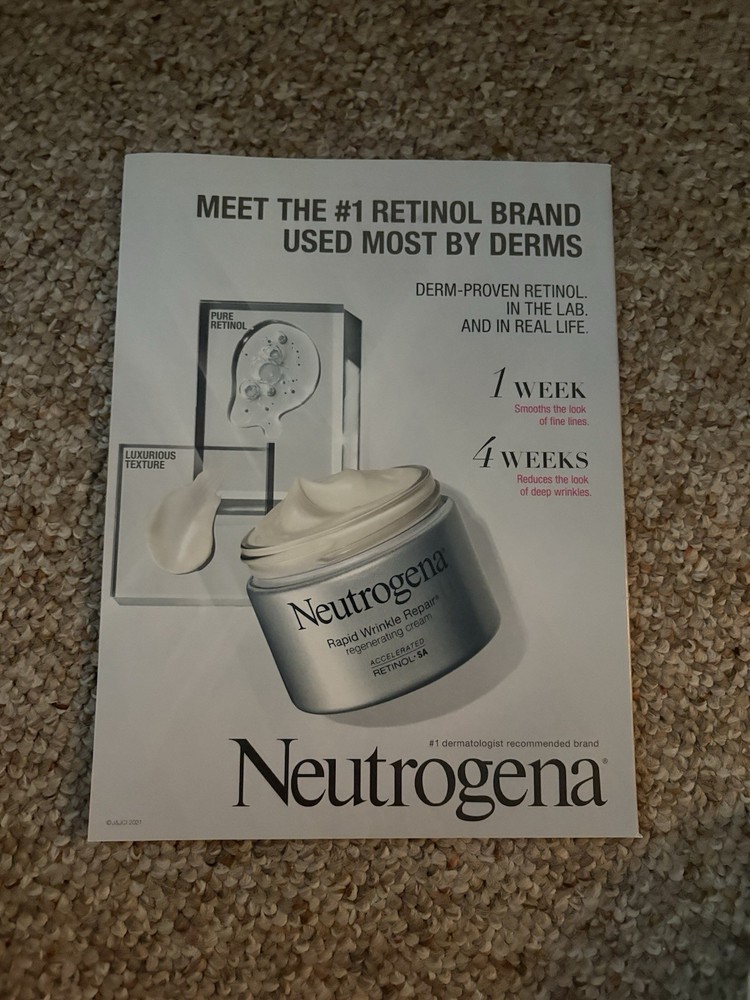 MEET THE #1 RETINOL BRAND
USED MOST BY DERMS
DERM-PROVEN RETINOL.
IN THE LAB.
AND IN REAL LIFE.
PURE
RETINOL
1 WEEK
Smooths the look
of fine lines.
4 WEEKS
Reduces the look
of deep wrinkles.
LUXURIOUS
TEXTURE
Neutrogena®
Rapid Wrinkle Repair®
regenerating cream
ACCELERATED
RETINOL-SA
#1 dermatologist recommended brand
Neutrogena®
© J&JCI 2021